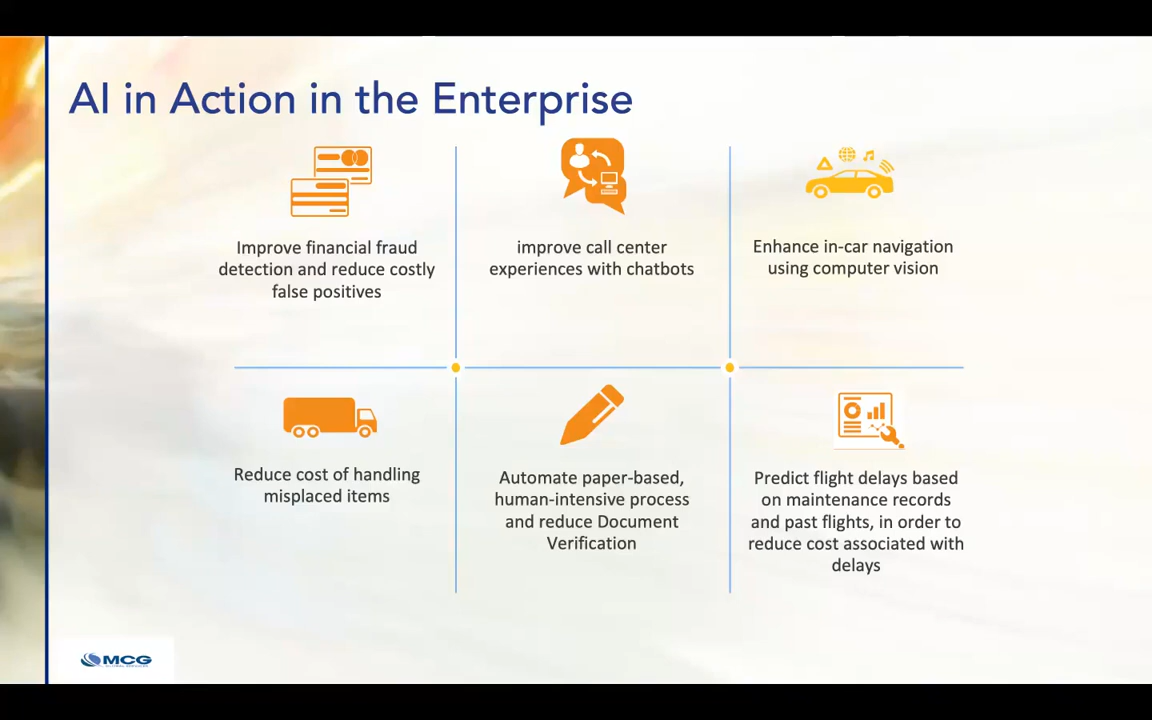 AI in Action in the Enterprise
Improve financial fraud
detection and reduce costly
false positives
improve call center
experiences with chatbots
Enhance in-car navigation
using computer vision
Reduce cost of handling
misplaced items
Automate paper-based,
human-intensive process
and reduce Document
Verification
Predict flight delays based
on maintenance records
and past flights, in order to
reduce cost associated with
delays
MCG